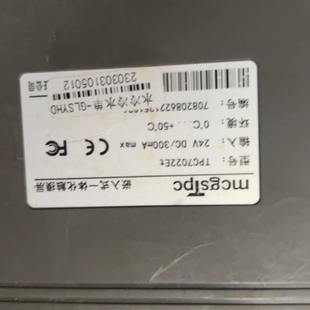 mcgsTpc
嵌入式一体化触摸屏
型号: TPC7022Et
输入: 24V DC/300mA max
环境: 0℃... +50℃
编号:
CE FC
水冷冷水单-GLSYHD
230303105012